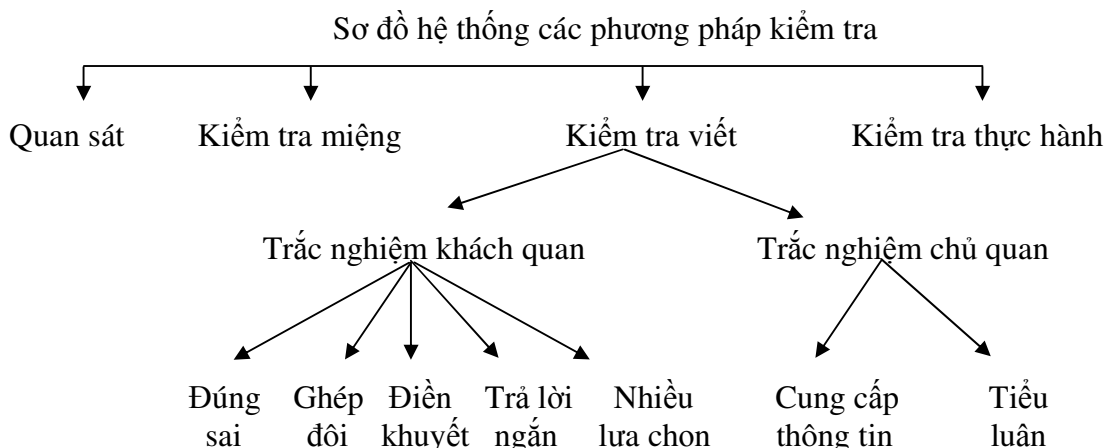 Sơ đồ hệ thống các phương pháp kiểm tra
Quan sát Kiểm tra miệng Kiểm tra viết Kiểm tra thực hành
Trắc nghiệm khách quan Trắc nghiệm chủ quan
Đúng Ghép Điền Trả lời Nhiều Cung cấp Tiểu
sai đôi khuyết ngắn lựa chọn thông tin luận